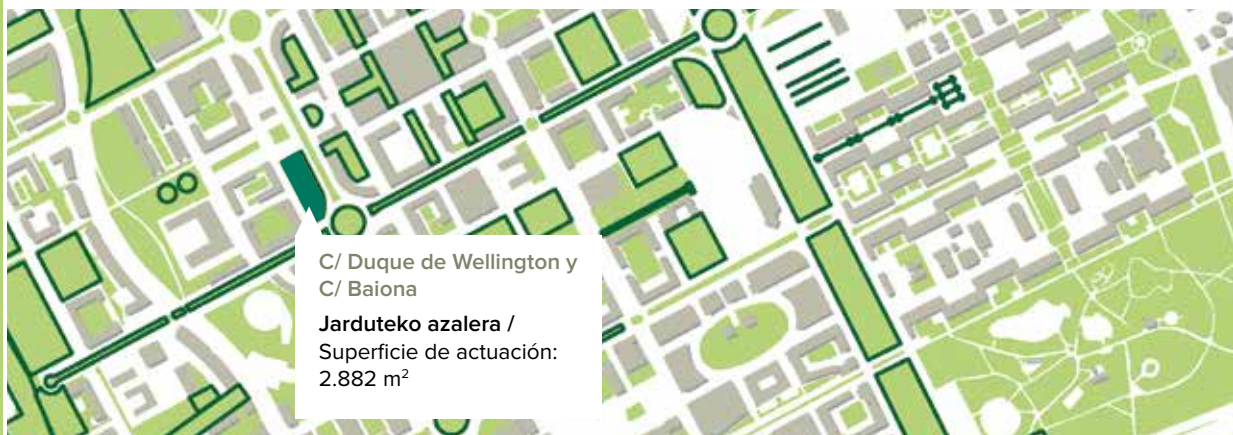 C/ Duque de Wellington y
C/ Baiona
Jarduteko azalera /
Superficie de actuación:
2.882 m²